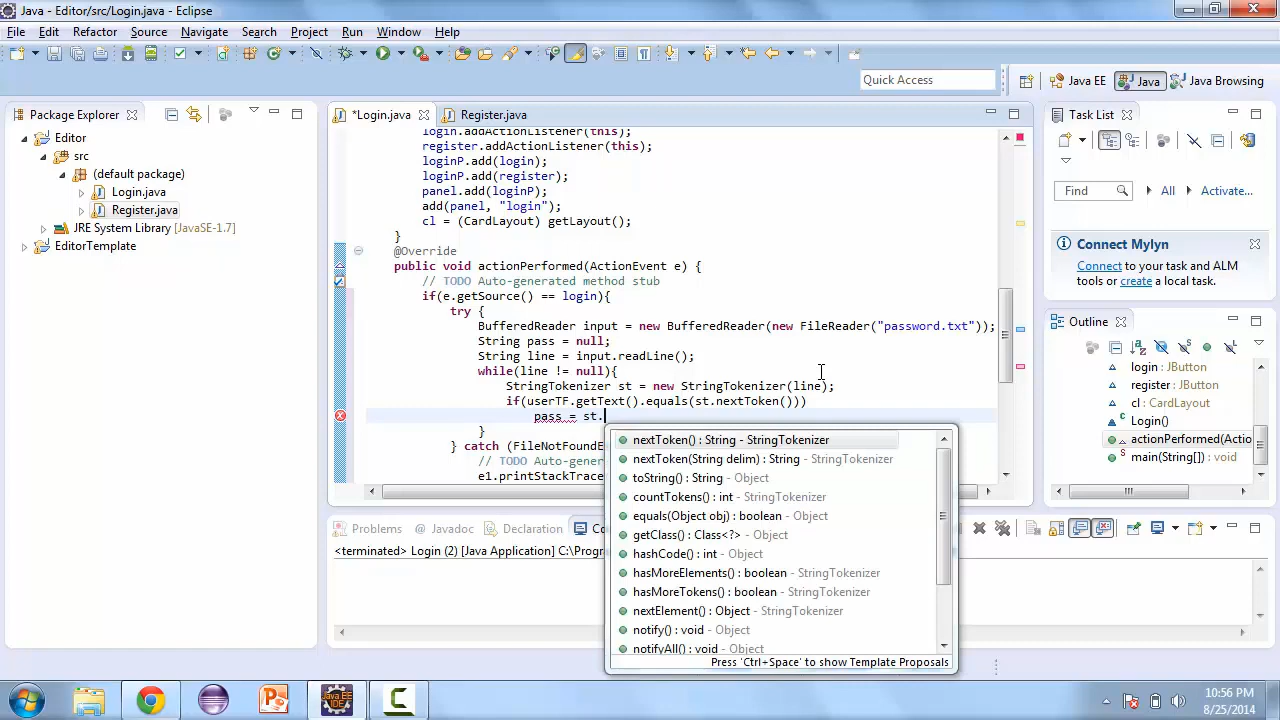 Java - Editor/src/Login.java - Eclipse
File Edit Refactor Source Navigate Search Project Run Window Help
Quick Access
Java EE
Java
Java Browsing
Package Explorer
Editor
src
(default package)
Login.java
Register.java
JRE System Library [JavaSE-1.7]
EditorTemplate
*Login.java
Register.java
login.addActionListener(this);
register.addActionListener(this);
loginP.add(login);
loginP.add(register);
panel.add(loginP);
add(panel, "login");
cl = (CardLayout) getLayout();
}
@Override
public void actionPerformed(ActionEvent e) {
// TODO Auto-generated method stub
if(e.getSource() == login){
try {
BufferedReader input = new BufferedReader(new FileReader("password.txt"));
String pass = null;
String line = input.readLine();
while(line != null){
StringTokenizer st = new StringTokenizer(line);
if(userTF.getText().equals(st.nextToken()))
pass = st.
}
} catch (FileNotFoundE
// TODO Auto-gener
e1.printStackTrace
nextToken() : String - StringTokenizer
nextToken(String delim) : String - StringTokenizer
toString() : String - Object
countTokens() : int - StringTokenizer
equals(Object obj) : boolean - Object
getClass() : Class<?> - Object
hashCode() : int - Object
hasMoreElements() : boolean - StringTokenizer
hasMoreTokens() : boolean - StringTokenizer
nextElement() : Object - StringTokenizer
notify() : void - Object
notifyAll() : void - Object
Press 'Ctrl+Space' to show Template Proposals
Task List
Find
All
Activate...
Connect Mylyn
Connect to your task and ALM
tools or create a local task.
Outline
login : JButton
register : JButton
cl : CardLayout
Login()
actionPerformed(Actio
main(String[]) : void
Problems
Javadoc
Declaration
Co
<terminated> Login (2) [Java Application] C:\Progr
Java EE
IDE
10:56 PM
8/25/2014